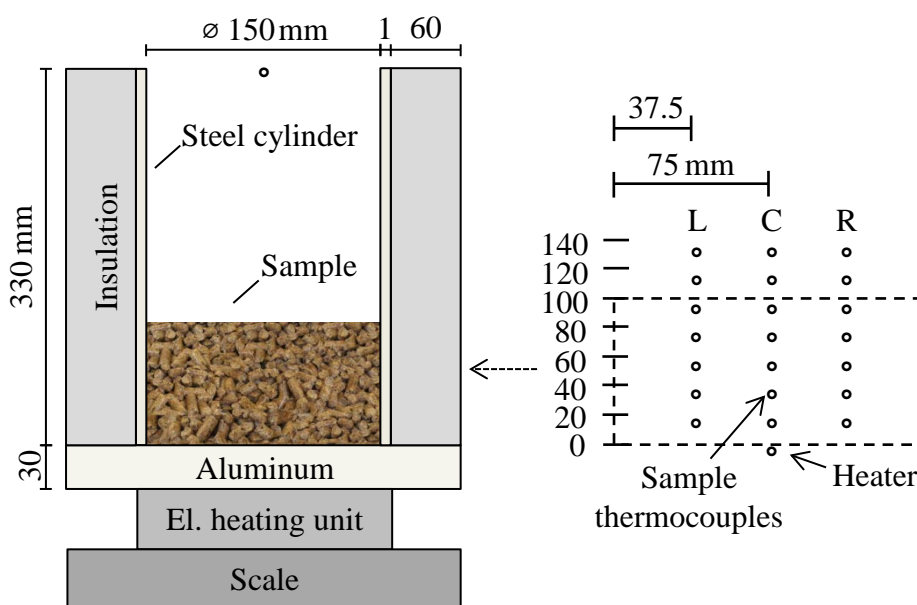 ⌀ 150 mm
1
60
330 mm
Insulation
Steel cylinder
Sample
30
Aluminum
El. heating unit
Scale
37.5
75 mm
L C R
140
120
100
80
60
40
20
0
Sample
thermocouples
Heater